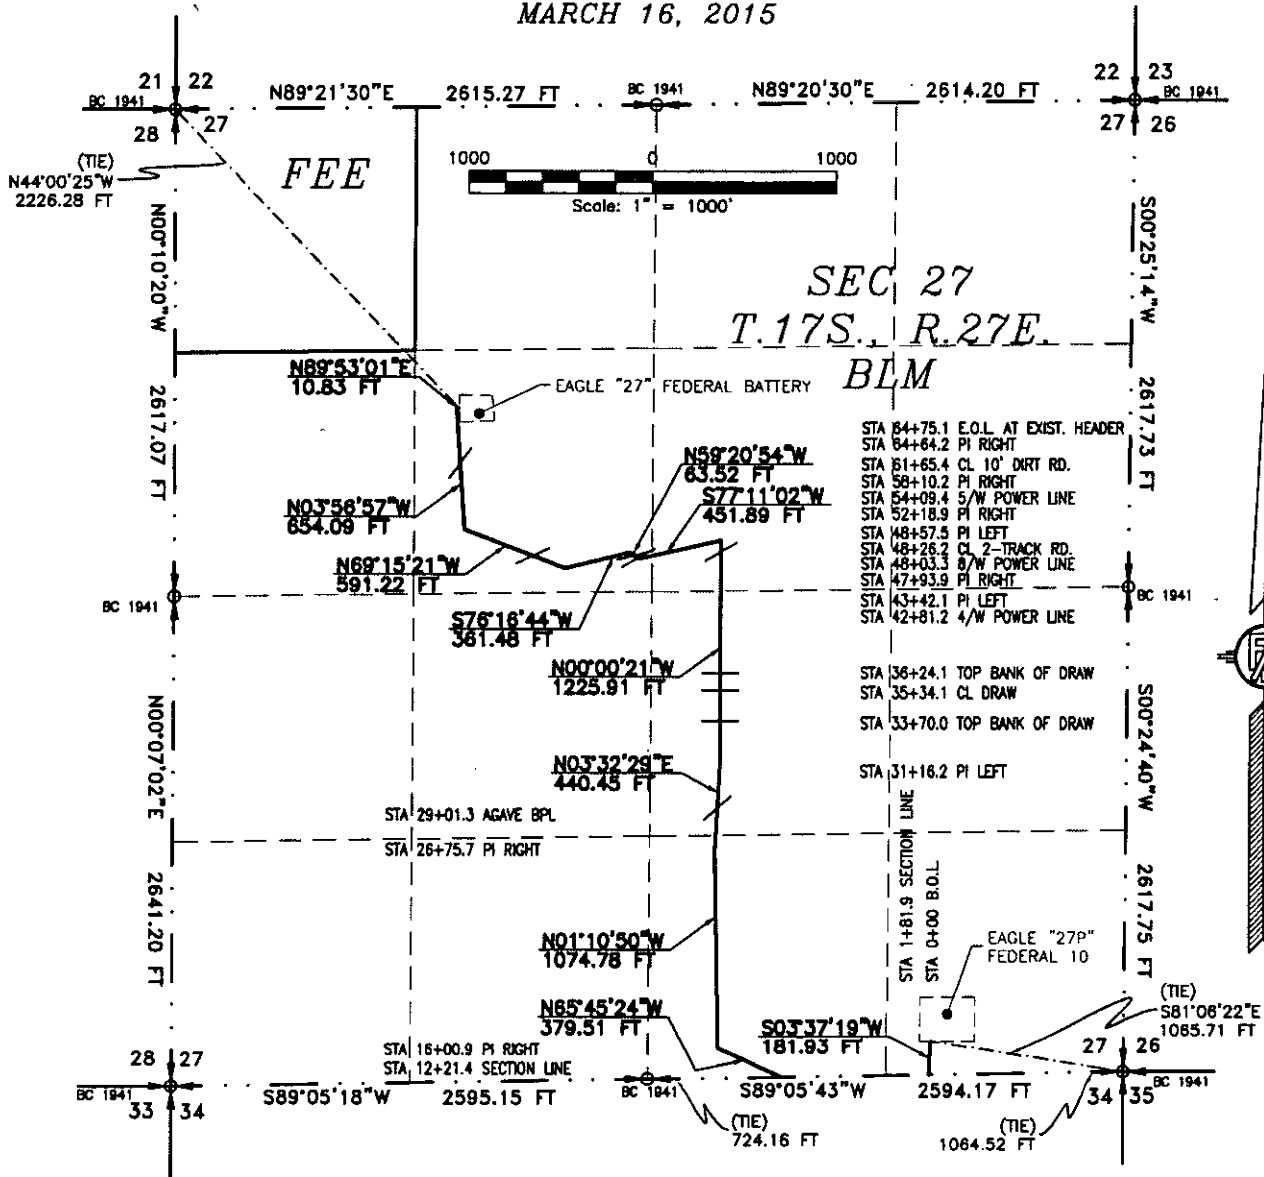 MARCH 16, 2015
21 22
22 23
BC 1941
N89°21'30"E 2615.27 FT
BC 1941
N89°20'30"E 2614.20 FT
BC 1941
28 27
27 26
(TIE)
N44°00'25"W
2226.28 FT
FEE
1000 0 1000
Scale: 1" = 1000'
N00°10'20"W
2617.07 FT
S00°25'14"W
2617.73 FT
SEC 27
T.17S., R.27E.
BLM
N89°53'01"E
10.83 FT
EAGLE "27" FEDERAL BATTERY
STA 64+75.1 E.O.L. AT EXIST. HEADER
STA 64+64.2 PI RIGHT
STA 61+65.4 CL 10' DIRT RD.
STA 58+10.2 PI RIGHT
STA 54+09.4 5/W POWER LINE
STA 52+18.9 PI RIGHT
STA 48+57.5 PI LEFT
STA 48+26.2 CL 2-TRACK RD.
STA 48+03.3 8/W POWER LINE
STA 47+93.9 PI RIGHT
STA 43+42.1 PI LEFT
STA 42+81.2 4/W POWER LINE
N59°20'54"W
63.52 FT
S77°11'02"W
451.89 FT
N03°56'57"W
654.09 FT
N69°15'21"W
591.22 FT
BC 1941
BC 1941
S76°16'44"W
361.48 FT
N00°00'21"W
1225.91 FT
STA 36+24.1 TOP BANK OF DRAW
STA 35+34.1 CL DRAW
STA 33+70.0 TOP BANK OF DRAW
STA 31+16.2 PI LEFT
N00°07'02"E
2641.20 FT
S00°24'40"W
2617.75 FT
N03°32'29"E
440.45 FT
STA 29+01.3 AGAVE BPL
STA 26+75.7 PI RIGHT
STA 1+81.9 SECTION LINE
STA 0+00 B.O.L.
N01°10'50"W
1074.78 FT
EAGLE "27P"
FEDERAL 10
N65°45'24"W
379.51 FT
S03°37'19"W
181.93 FT
(TIE)
S81°06'22"E
1065.71 FT
STA 16+00.9 PI RIGHT
STA 12+21.4 SECTION LINE
28 27
27 26
BC 1941
S89°05'18"W 2595.15 FT
BC 1941
S89°05'43"W 2594.17 FT
BC 1941
33 34
34 35
(TIE)
724.16 FT
(TIE)
1064.52 FT